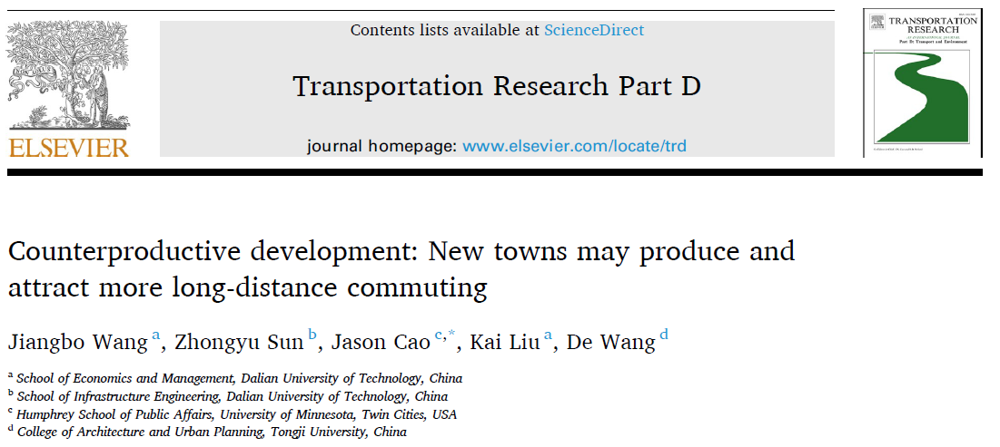 Contents lists available at ScienceDirect
Transportation Research Part D
journal homepage: www.elsevier.com/locate/trd
ELSEVIER
TRANSPORTATION
RESEARCH
Part D: Transport and Environment
Counterproductive development: New towns may produce and
attract more long-distance commuting
Jiangbo Wang a, Zhongyu Sun b, Jason Cao c,*, Kai Liu a, De Wang d
a School of Economics and Management, Dalian University of Technology, China
b School of Infrastructure Engineering, Dalian University of Technology, China
c Humphrey School of Public Affairs, University of Minnesota, Twin Cities, USA
d College of Architecture and Urban Planning, Tongji University, China